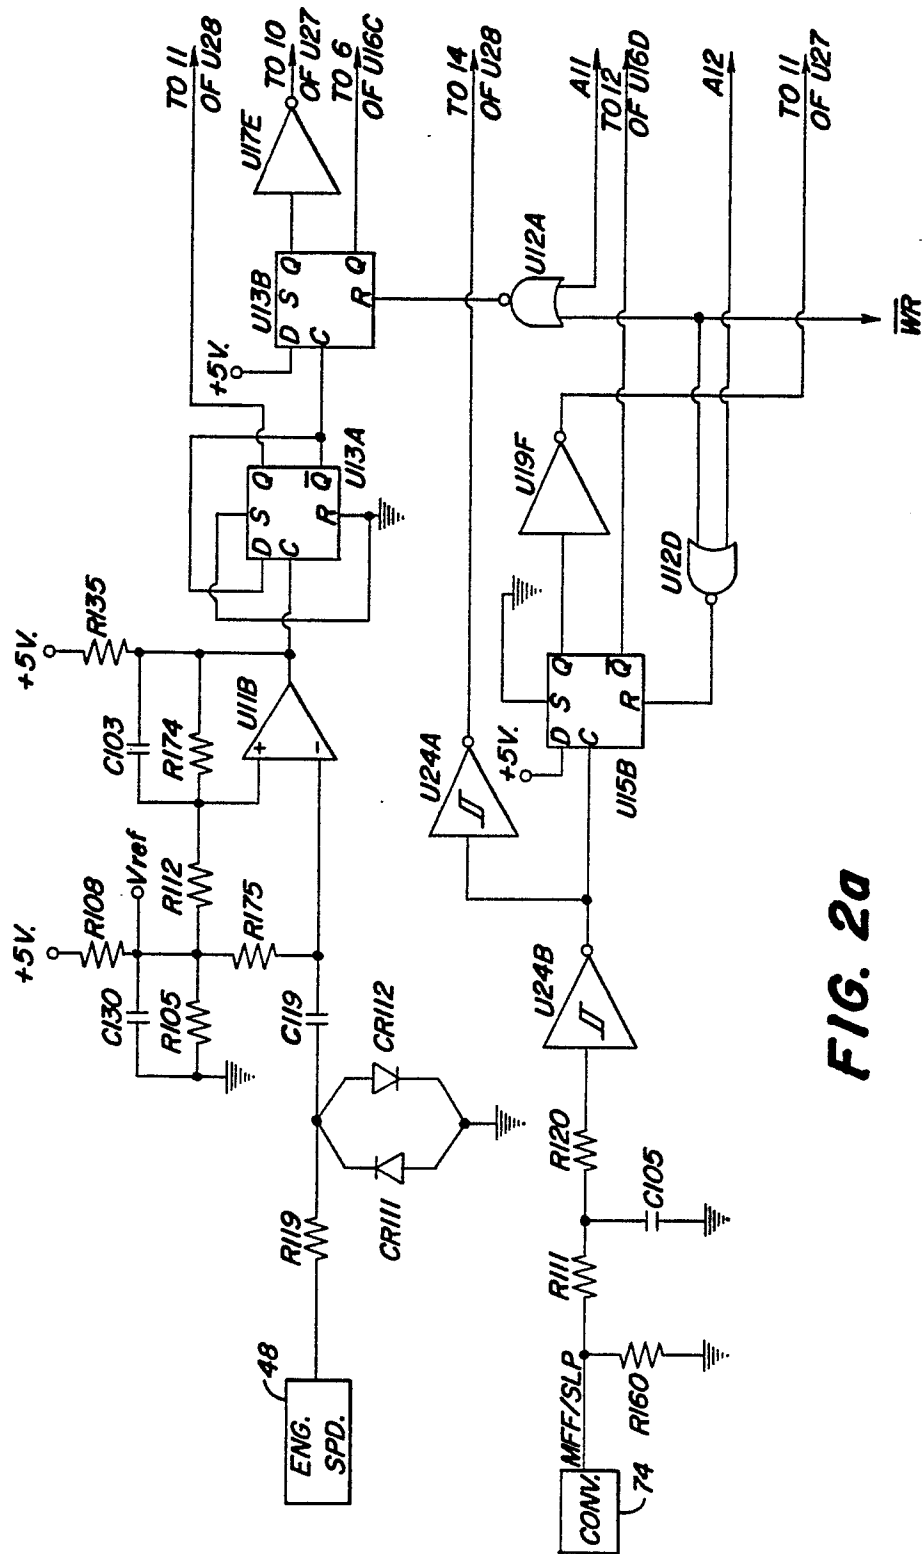 ENG.
SPD.
48
R119
CR111
CR112
C119
+5V.
R108
C130
R105
Vref
R112
R175
C103
R174
+5V.
R135
U11B
+
-
D
S
Q
C
Q
R
U13A
+5V.
U13B
D
S
Q
C
Q
R
U17E
TO 11
OF U28
TO 10
OF U27
TO 6
OF U16C
TO 14
OF U28
A11
TO 12
OF U16D
A12
TO 11
OF U27
U12A
WR
CONV.
74
MFF/SLP
R160
R111
C105
R120
U24B
U24A
+5V.
D
S
Q
C
Q
R
U15B
U19F
U12D
FIG. 2a